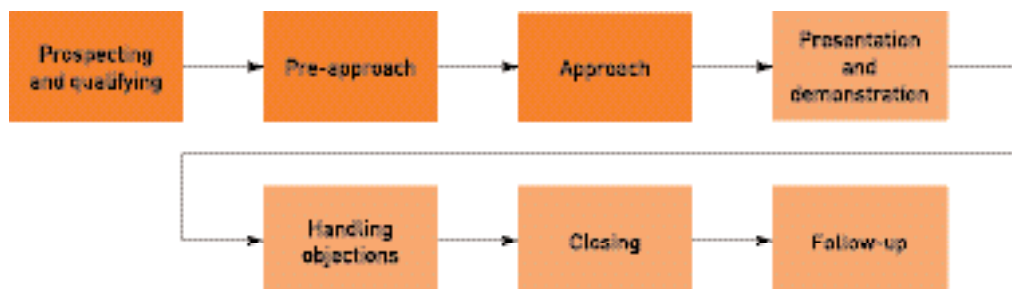 Prospecting
and qualifying
Pre-approach
Approach
Presentation
and
demonstration
Handling
objections
Closing
Follow-up